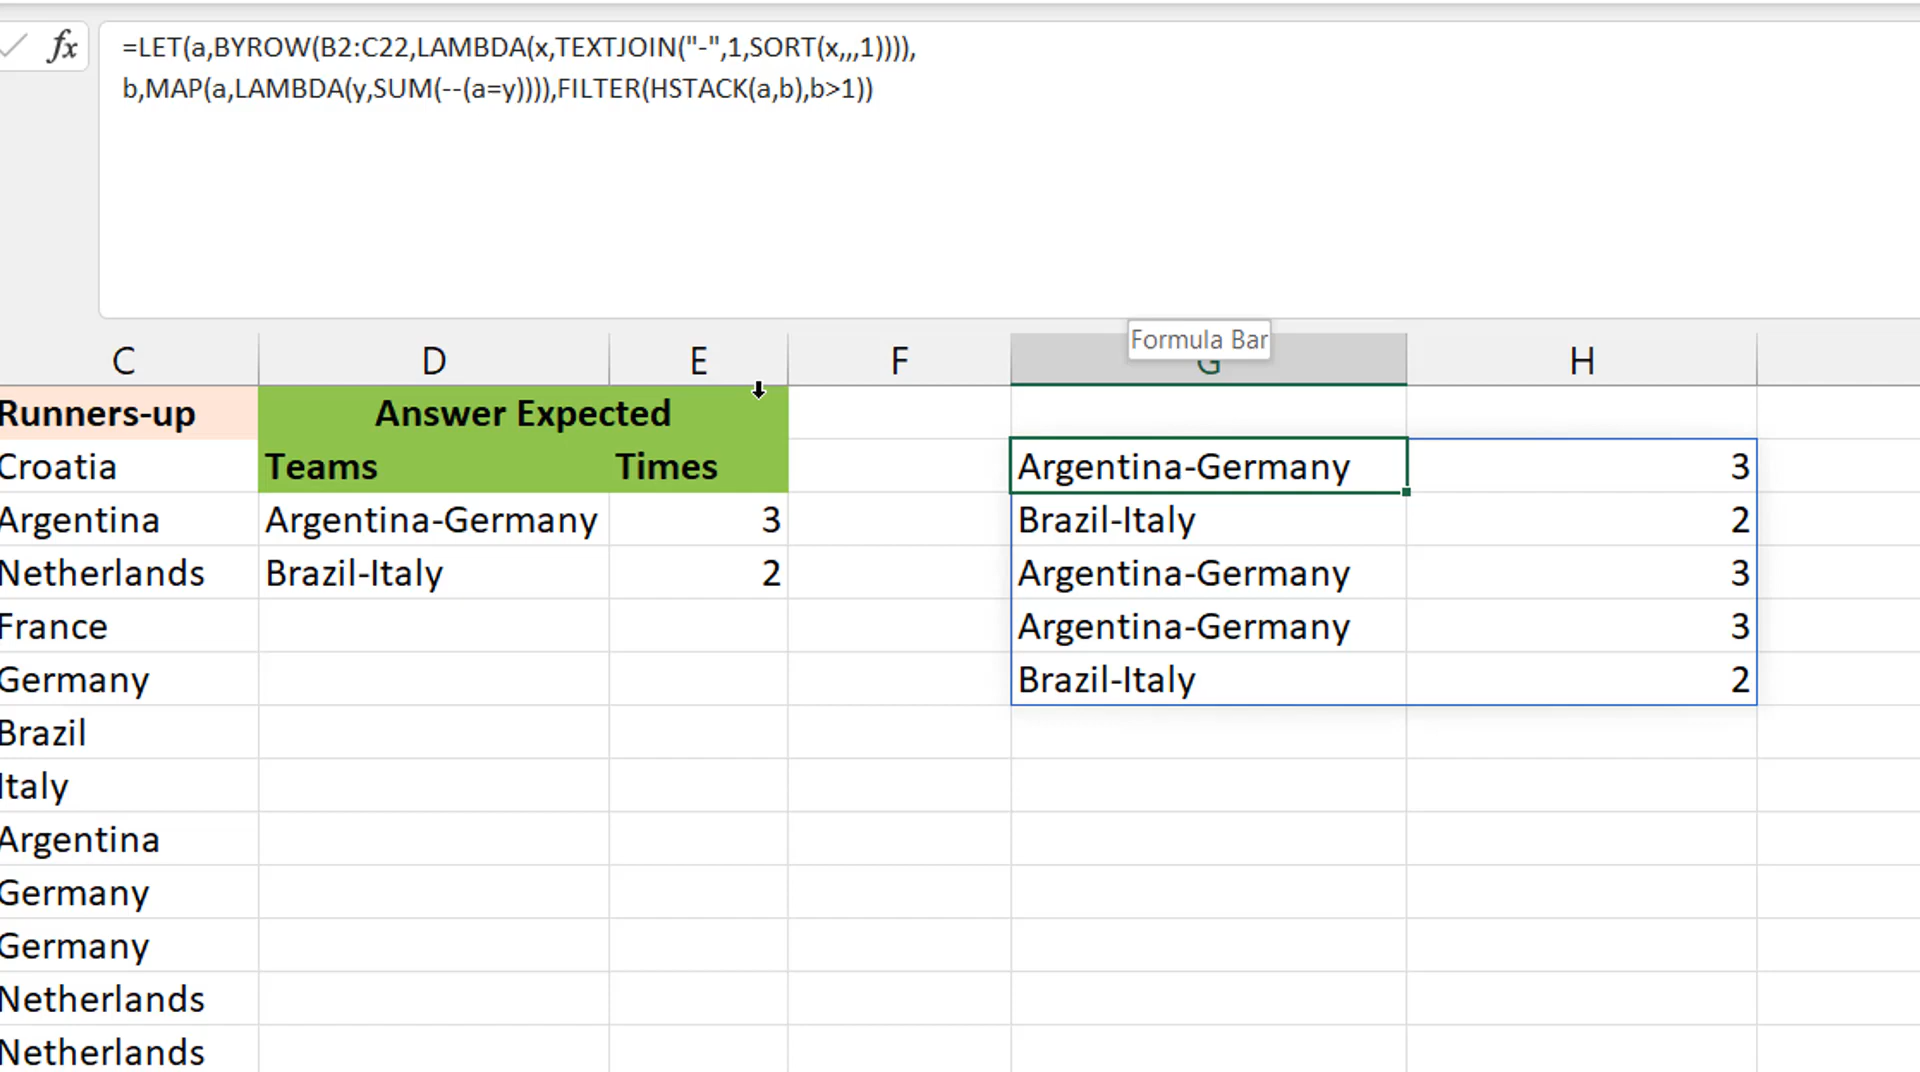 fx
=LET(a,BYROW(B2:C22,LAMBDA(x,TEXTJOIN("-",1,SORT(x,,,1)))),
b,MAP(a,LAMBDA(y,SUM(--(a=y)))),FILTER(HSTACK(a,b),b>1))
Formula Bar
C D E F G H
Runners-up Answer Expected
Croatia Teams Times Argentina-Germany 3
Argentina Argentina-Germany 3 Brazil-Italy 2
Netherlands Brazil-Italy 2 Argentina-Germany 3
France Argentina-Germany 3
Germany Brazil-Italy 2
Brazil
Italy
Argentina
Germany
Germany
Netherlands
Netherlands